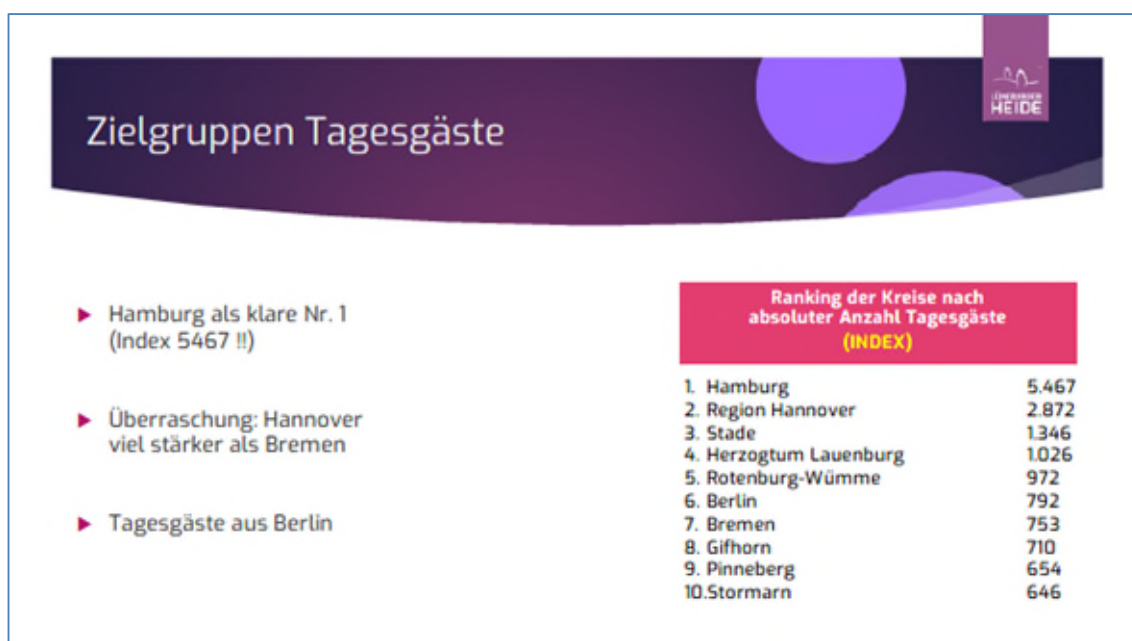 LÜNEBURGER
HEIDE
Zielgruppen Tagesgäste
▶ Hamburg als klare Nr. 1
(Index 5467 !!)
▶ Überraschung: Hannover
viel stärker als Bremen
▶ Tagesgäste aus Berlin
Ranking der Kreise nach
absoluter Anzahl Tagesgäste
(INDEX)
1. Hamburg 5.467
2. Region Hannover 2.872
3. Stade 1.346
4. Herzogtum Lauenburg 1.026
5. Rotenburg-Wümme 972
6. Berlin 792
7. Bremen 753
8. Gifhorn 710
9. Pinneberg 654
10.Stormarn 646